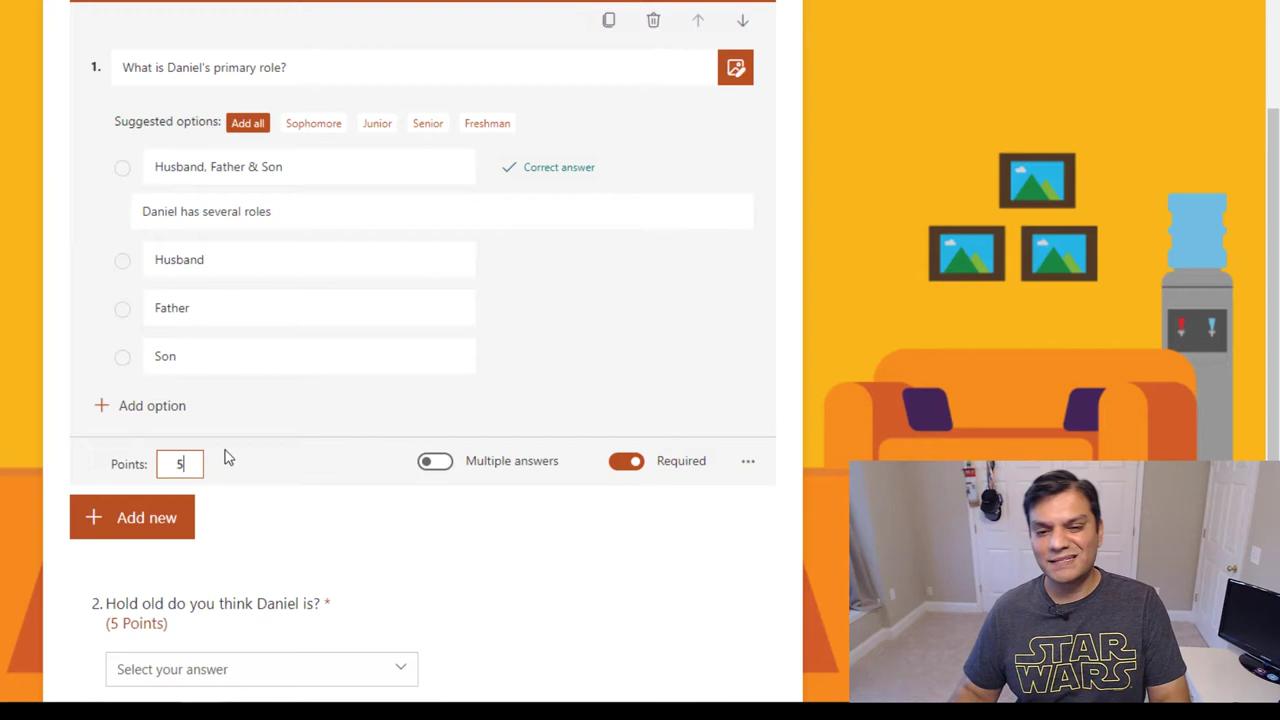 1. What is Daniel's primary role?
Suggested options: Add all Sophomore Junior Senior Freshman
Husband, Father & Son Correct answer
Daniel has several roles
Husband
Father
Son
+ Add option
Points: 5 Multiple answers Required ...
+ Add new
2. Hold old do you think Daniel is? *
(5 Points)
Select your answer
STAR
WARS